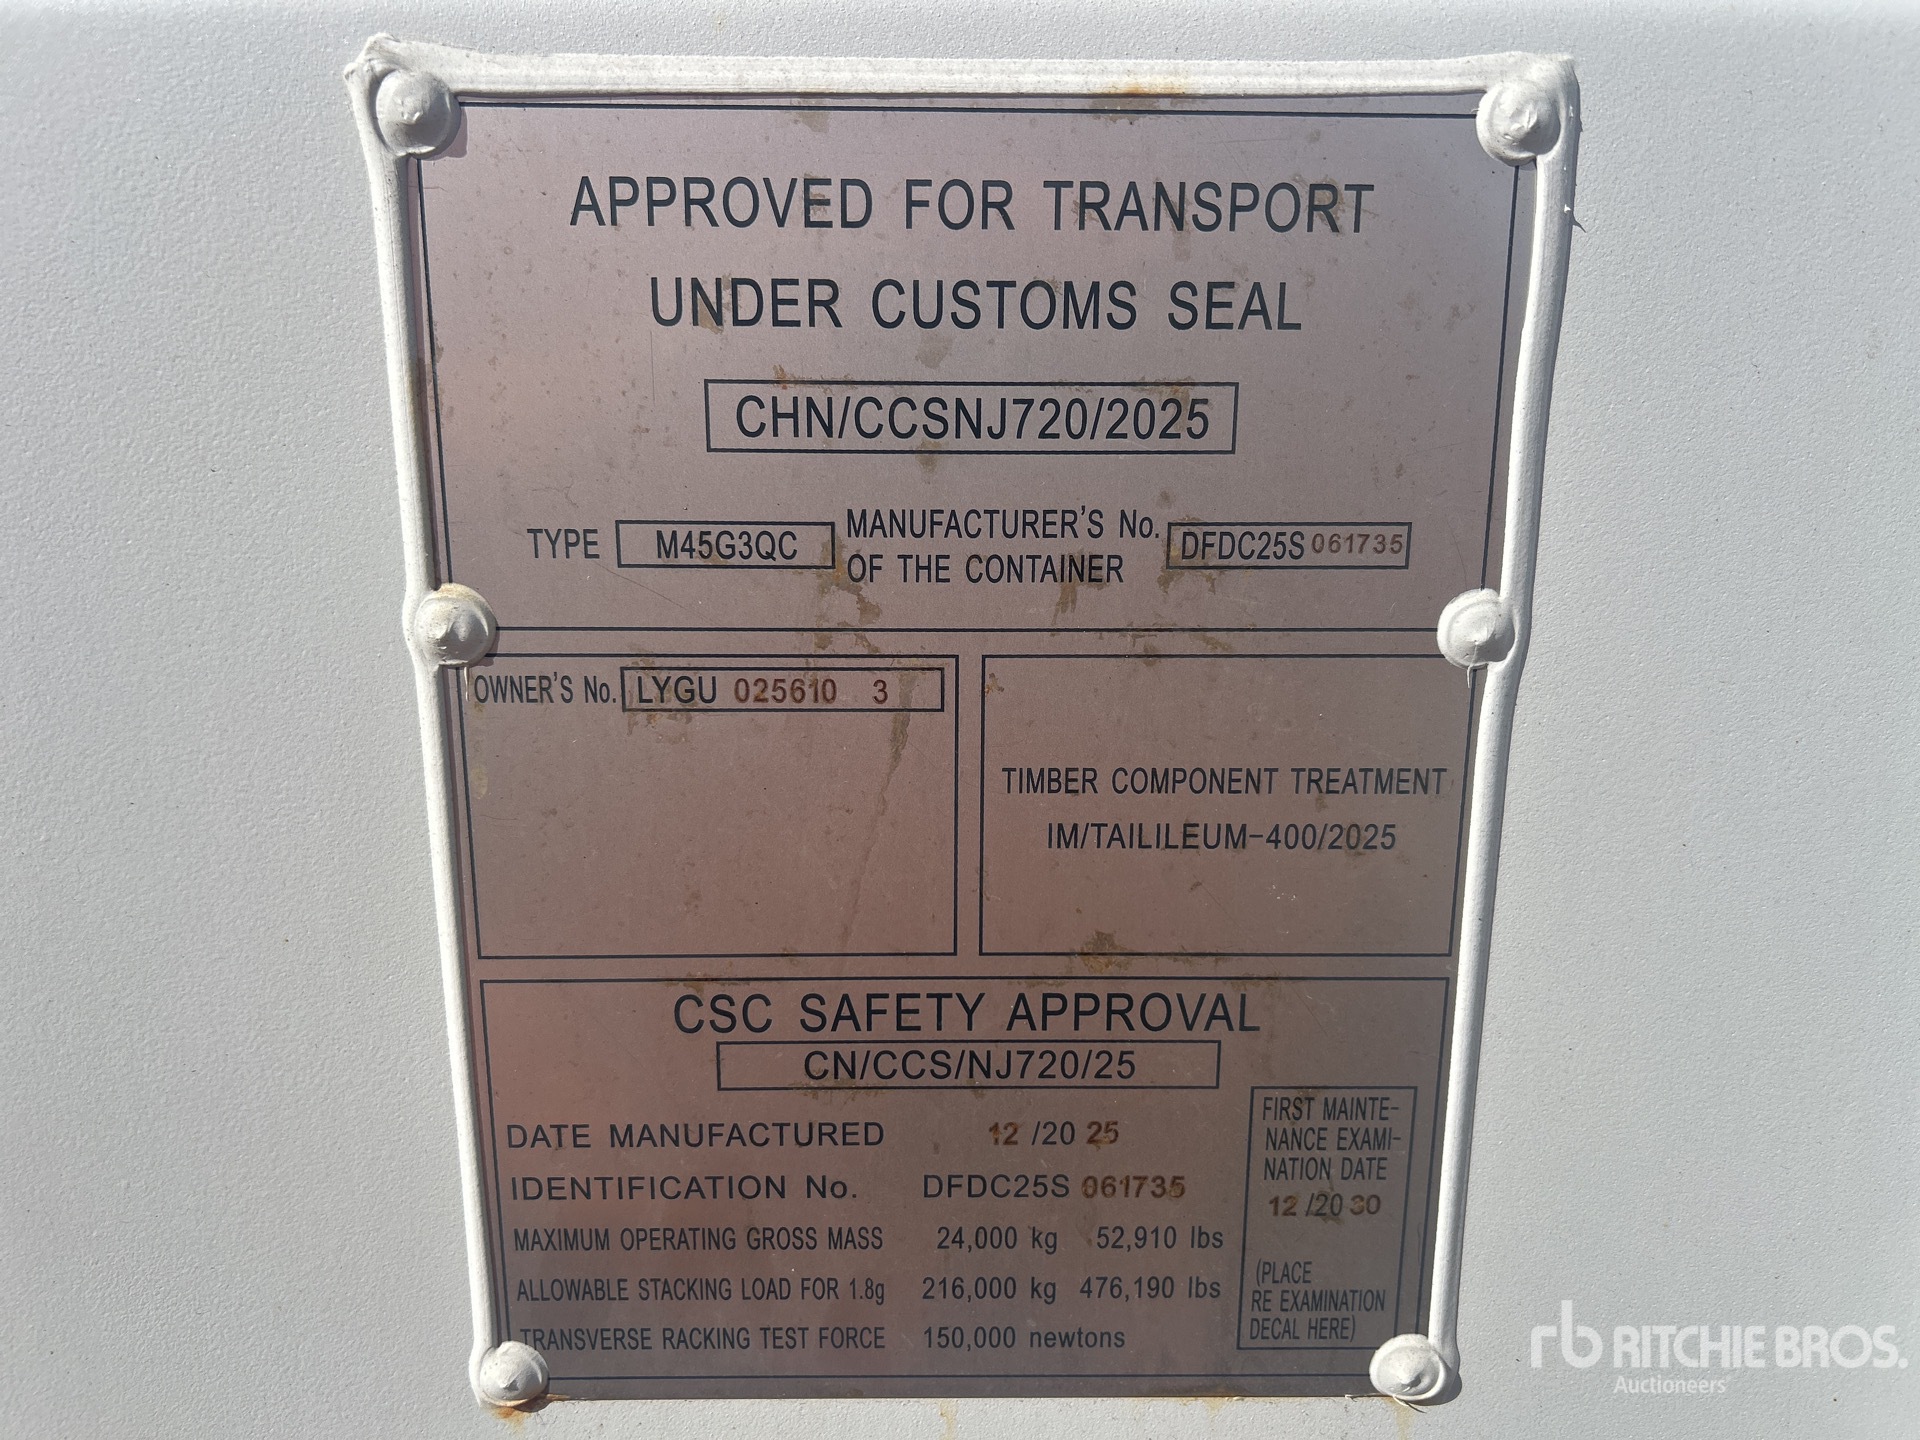 APPROVED FOR TRANSPORT
UNDER CUSTOMS SEAL
CHN/CCSNJ720/2025
TYPE M45G3QC MANUFACTURER'S No. OF THE CONTAINER DFDC25S 061735
OWNER'S No. LYGU 025610 3
TIMBER COMPONENT TREATMENT
IM/TAILILEUM-400/2025
CSC SAFETY APPROVAL
CN/CCS/NJ720/25
DATE MANUFACTURED 12 /20 25
IDENTIFICATION No. DFDC25S 061735
MAXIMUM OPERATING GROSS MASS 24,000 kg 52,910 lbs
ALLOWABLE STACKING LOAD FOR 1.8g 216,000 kg 476,190 lbs
TRANSVERSE RACKING TEST FORCE 150,000 newtons
FIRST MAINTE-
NANCE EXAMI-
NATION DATE
12 /20 30
(PLACE
RE EXAMINATION
DECAL HERE)
rb RITCHIE BROS.
Auctioneers